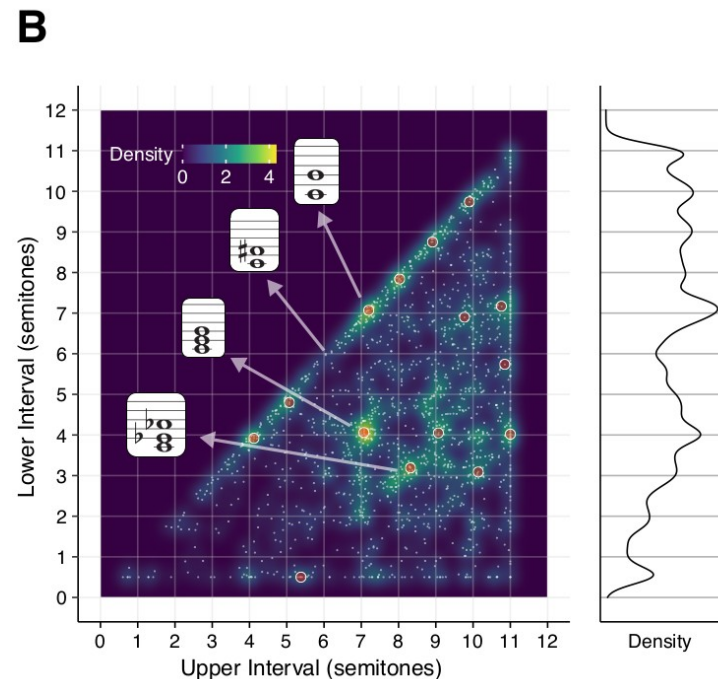 B
Density
0 2 4
12
11
10
9
8
7
6
5
4
3
2
1
0
Lower Interval (semitones)
0 1 2 3 4 5 6 7 8 9 10 11 12
Upper Interval (semitones)
Density